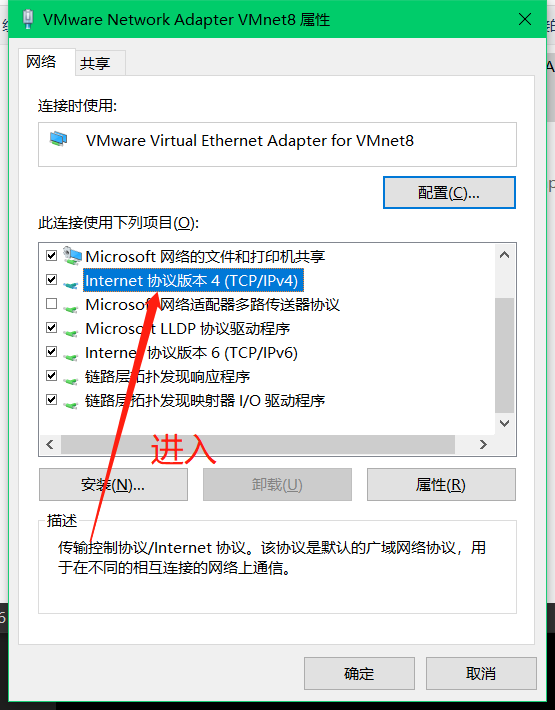 VMware Network Adapter VMnet8 属性
网络
共享
连接时使用:
VMware Virtual Ethernet Adapter for VMnet8
配置(C)...
此连接使用下列项目(O):
Microsoft 网络的文件和打印机共享
Internet 协议版本 4 (TCP/IPv4)
Microsoft 网络适配器多路传送器协议
Microsoft LLDP 协议驱动程序
Internet 协议版本 6 (TCP/IPv6)
链路层拓扑发现响应程序
链路层拓扑发现映射器 I/O 驱动程序
进入
安装(N)...
卸载(U)
属性(R)
描述
传输控制协议/Internet 协议。该协议是默认的广域网络协议，用
于在不同的相互连接的网络上通信。
确定
取消